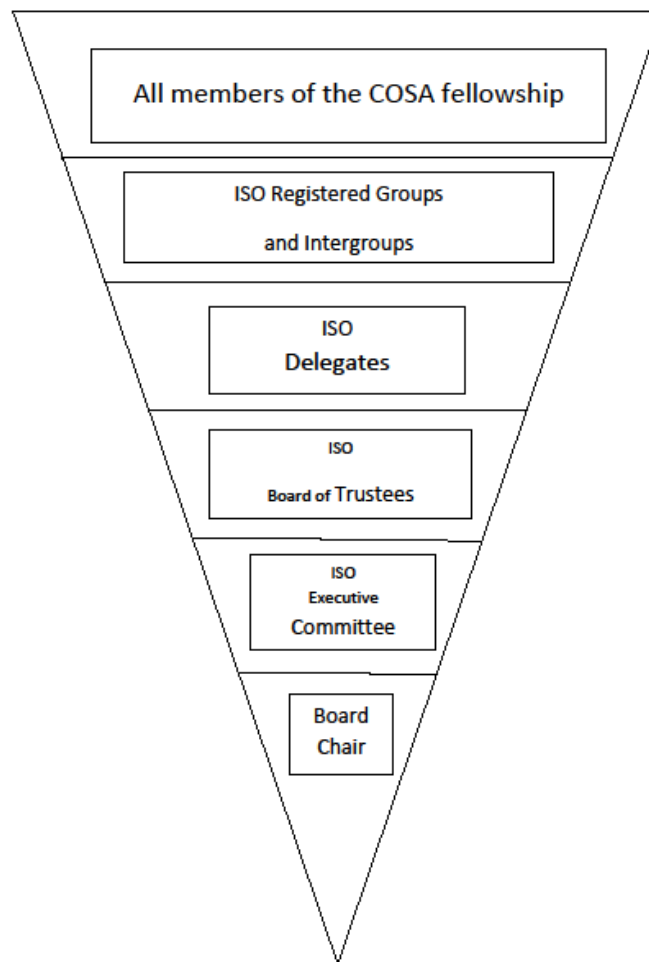 All members of the COSA fellowship
ISO Registered Groups
and Intergroups
ISO
Delegates
ISO
Board of Trustees
ISO
Executive
Committee
Board
Chair